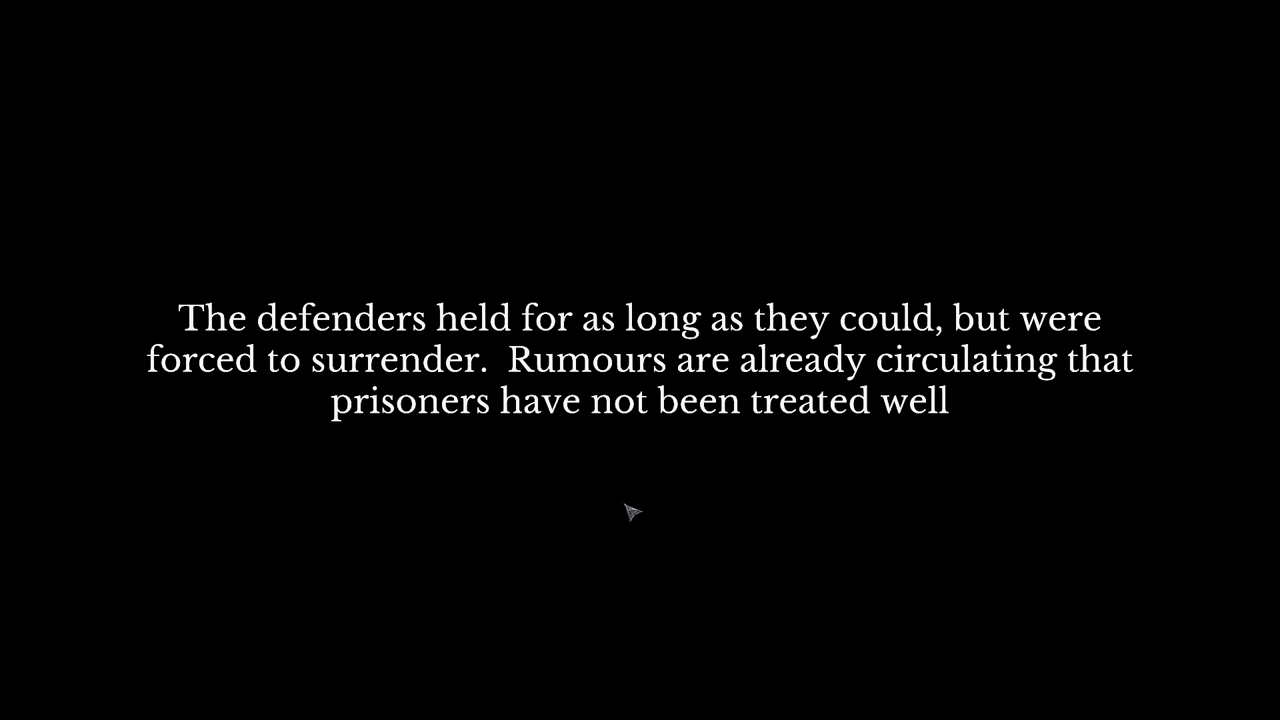 The defenders held for as long as they could, but were
forced to surrender.  Rumours are already circulating that
prisoners have not been treated well